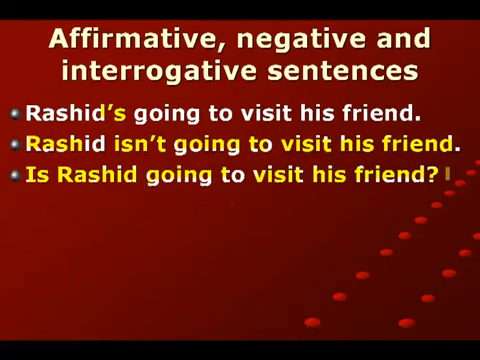 Affirmative, negative and
interrogative sentences
Rashid's going to visit his friend.
Rashid isn't going to visit his friend.
Is Rashid going to visit his friend?